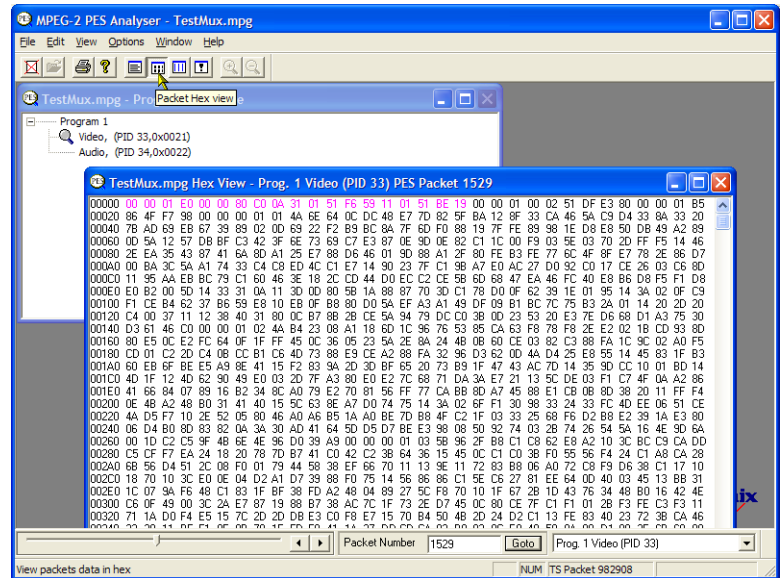 MPEG-2 PES Analyser - TestMux.mpg
File Edit View Options Window Help
Packet Hex view
TestMux.mpg - Pro
Program 1
Video, (PID 33,0x0021)
Audio, (PID 34,0x0022)
TestMux.mpg Hex View - Prog. 1 Video (PID 33) PES Packet 1529
00000 00 00 01 E0 00 00 80 C0 0A 31 01 51 F6 59 11 01 51 BE 19 00 00 01 00 02 51 DF E3 80 00 00 01 B5
00020 86 4F F7 98 00 00 00 01 01 4A 6E 64 0C DC 48 E7 7D 82 5F BA 12 8F 33 CA 46 5A C9 D4 33 8A 33 20
00040 7B AD 69 EB 67 39 89 02 0D 69 22 F2 B9 BC 8A 7F 6D F0 88 19 7F FE 89 98 1E D8 E8 50 DB 49 A2 89
00060 0D 5A 12 57 DB BF C3 42 3F 6E 73 69 C7 E3 87 0E 9D 0E 82 C1 1C 00 F9 03 5E 03 70 2D FF F5 14 46
00080 2E EA 35 43 87 41 6A 8D A1 25 E7 88 D6 46 01 9D 88 A1 2F 80 FE B3 FE 77 6C 4F 8F E7 78 2E 86 D7
000A0 00 BA 3C 5A A1 74 33 C4 C8 ED 4C C1 E7 14 90 23 7F C1 9B A7 E0 AC 27 D0 92 C0 17 CE 26 03 C6 8D
000C0 11 95 AA EB BC 79 C1 60 46 3E 18 2C CD 44 D0 EC C2 CE 5B 6D 68 47 EA 46 FC 40 E8 B6 D8 F5 F1 D8
000E0 E0 B2 00 5D 14 33 31 0A 11 3D 0D 80 5B 1A 88 87 70 3D C1 78 D0 0F 62 39 1E 01 95 14 3A 02 0F C9
00100 F1 CE B4 62 37 B6 59 E8 10 EB 0F B8 80 D0 5A EF A3 A1 49 DF 09 B1 BC 7C 75 B3 2A 01 14 20 2D 20
00120 C4 00 37 11 12 38 40 31 80 0C B7 8B 2B CE 5A 94 79 DC C0 3B 0D 23 53 20 E3 7E D6 68 D1 A3 75 30
00140 D3 61 46 C0 00 00 01 02 4A B4 23 08 A1 18 6D 1C 96 76 53 85 CA 63 F8 78 F8 2E E2 02 1B CD 93 8D
00160 80 E5 0C E2 FC 64 0F 1F FF 45 0C 36 05 23 5A 2E 8A 24 4B 0B 60 CE 03 82 C3 88 FA 1C 9C 02 A0 F5
00180 CD 01 C2 2D C4 0B CC B1 C6 4D 73 88 E9 CE A2 88 FA 32 96 D3 62 0D 4A D4 25 E8 55 14 45 83 1F B3
001A0 60 EB 6F BE E5 A9 8E 41 15 F2 83 9A 2D 3D BF 65 20 73 B9 1F 47 43 AC 7D 14 35 9D CC 10 01 BD 14
001C0 4D 1F 12 4D 62 90 49 E0 03 2D 7F A3 80 E0 E2 7C 68 71 DA 3A E7 21 13 5C DE 03 F1 C7 4F 0A A2 86
001E0 41 66 84 07 89 16 B2 34 8C A0 79 E2 70 81 56 FF 77 CA BB 8D A7 45 88 E1 CB 0B 8D 38 20 11 FF F4
00200 0E 4B A2 48 B0 31 41 40 15 5C 63 8E A7 D0 74 75 14 3A 02 6F F1 30 98 33 24 33 FC 4D EE 06 51 CE
00220 4A D5 F7 10 2E 52 05 80 46 A0 A6 B5 1A A0 BE 7D B8 4F C2 1F 03 33 25 68 F6 D2 B8 E2 39 1A E3 80
00240 06 D4 B0 8D 83 82 0A 3A 30 AD 41 64 5D D5 D7 BE E3 98 08 50 92 74 03 2B 74 26 54 5A 16 4E 9D 6A
00260 00 1D C2 C5 9F 4B 6E 4E 96 D0 39 A9 00 00 00 01 03 5B 96 2F B8 C1 C8 62 E8 A2 10 3C BC C9 CA DD
00280 C5 CF F7 EA 24 18 20 78 7D B7 41 C0 42 C2 3B 64 36 15 45 0C C1 C0 3B F0 55 56 F4 24 C1 A8 CA 28
002A0 6B 56 D4 51 2C 08 F0 01 79 44 58 38 EF 66 70 11 13 9E 11 72 83 B8 06 A0 72 C8 F9 D6 38 C1 17 10
002C0 18 70 10 3C E0 0E 04 D2 A1 D7 39 88 F0 75 14 56 86 86 C1 5E C6 27 81 EE 64 0D 40 03 45 13 BB 31
002E0 1C 07 9A F6 48 C1 83 1F BF 38 FD A2 48 04 89 27 5C F8 70 10 1F 67 2B 1D 43 76 34 48 B0 16 42 4E
00300 C6 0F 49 00 3C 2A E7 87 19 88 B7 38 AC 7C 1F 73 2E D7 45 0C 80 CE 7F C1 F1 01 2B F3 FE C3 F3 11
00320 71 1A D0 F4 E5 15 7C 2D 2D DB E3 C0 F8 E7 15 70 B4 50 4B 2D 24 D2 C1 13 FE 83 40 23 72 3B CA 46
Packet Number 1529 Goto Prog. 1 Video (PID 33)
View packets data in hex NUM TS Packet 982908